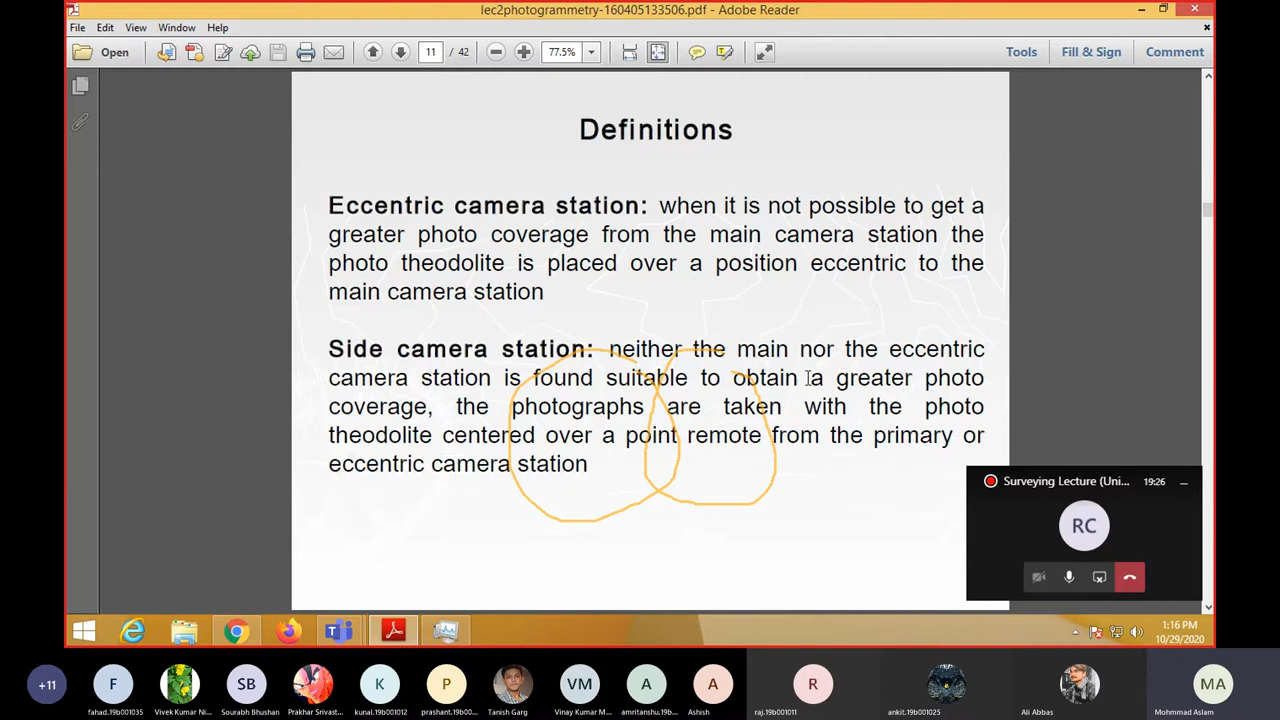 lec2photogrammetry-160405133506.pdf - Adobe Reader
File Edit View Window Help
Open 11 / 42 77.5% Tools Fill & Sign Comment
Definitions
Eccentric camera station: when it is not possible to get a
greater photo coverage from the main camera station the
photo theodolite is placed over a position eccentric to the
main camera station
Side camera station: neither the main nor the eccentric
camera station is found suitable to obtain a greater photo
coverage, the photographs are taken with the photo
theodolite centered over a point remote from the primary or
eccentric camera station
Surveying Lecture (Uni... 19:26
RC
1:16 PM
10/29/2020
+11 F SB K P VM A A R MA
fahad.19b001035 Vivek Kumar Ni... Sourabh Bhushan Prakhar Srivast... kunal.19b1012 prashant.19b00... Tanish Garg Vinay Kumar M... amritanshu.19b... Ashish raj.19b001011 ankit.19b001025 Ali Abbas Mohmmad Aslam